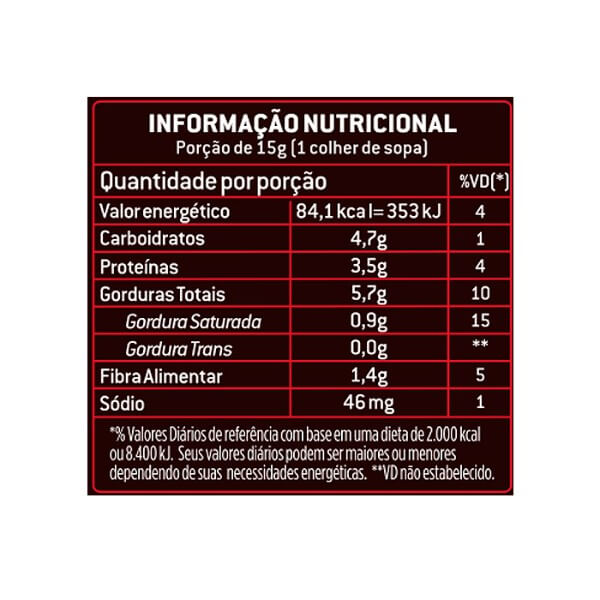 INFORMAÇÃO NUTRICIONAL
Porção de 15g (1 colher de sopa)
Quantidade por porção %VD(*)
Valor energético 84,1 kcal= 353 kJ 4
Carboidratos 4,7g 1
Proteínas 3,5g 4
Gorduras Totais 5,7g 10
Gordura Saturada 0,9g 15
Gordura Trans 0,0g **
Fibra Alimentar 1,4g 5
Sódio 46 mg 1
*% Valores Diários de referência com base em uma dieta de 2.000 kcal
ou 8.400 kJ. Seus valores diários podem ser maiores ou menores
dependendo de suas necessidades energéticas. **VD não estabelecido.